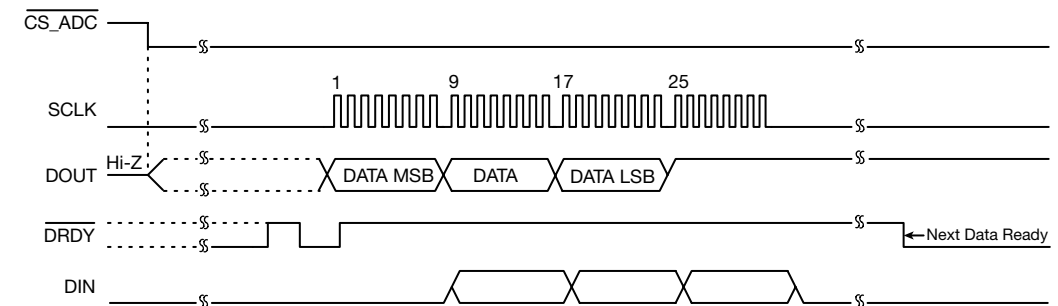 CS_ADC
1 9 17 25
SCLK
Hi-Z
DOUT DATA MSB DATA DATA LSB
DRDY
Next Data Ready
DIN